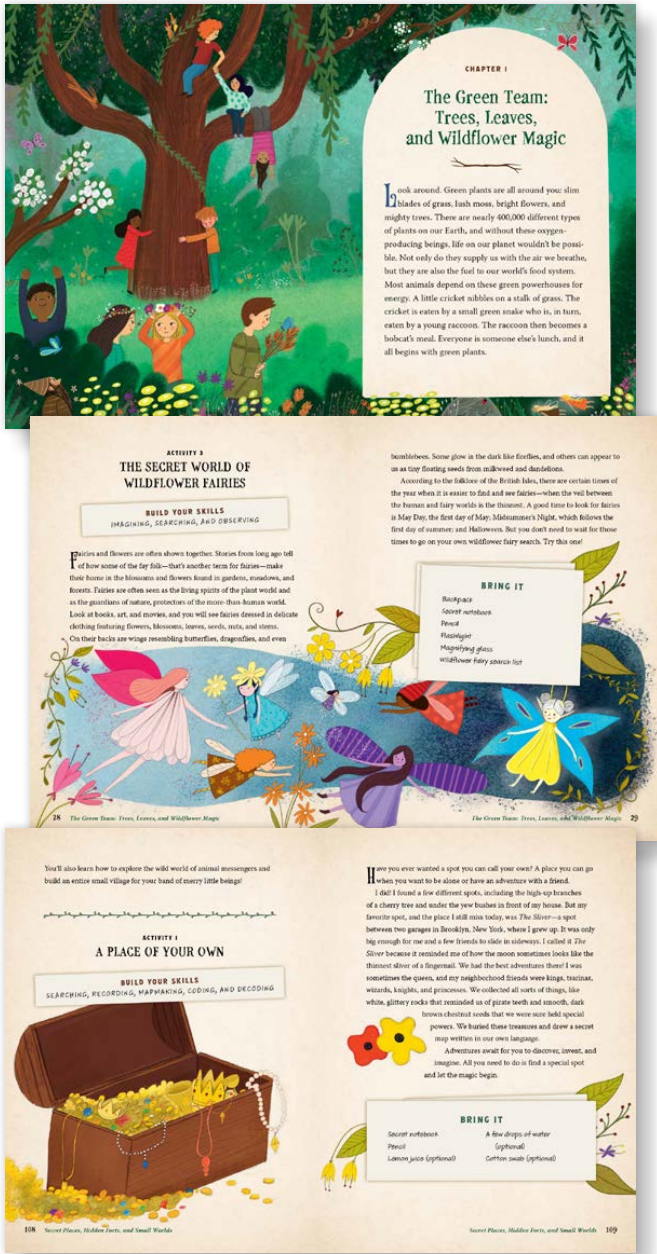 CHAPTER 1
The Green Team:
Trees, Leaves,
and Wildflower Magic
Look around. Green plants are all around you: slim
blades of grass, lush moss, bright flowers, and
mighty trees. There are nearly 400,000 different types
of plants on our Earth, and without these oxygen-
producing beings, life on our planet wouldn't be possi-
ble. Not only do they supply us with the air we breathe,
but they are also the fuel to our world's food system.
Most animals depend on these green powerhouses for
energy. A little cricket nibbles on a stalk of grass. The
cricket is eaten by a small green snake who is, in turn,
eaten by a young raccoon. The raccoon then becomes a
bobcat's meal. Everyone is someone else's lunch, and it
all begins with green plants.
ACTIVITY 3
THE SECRET WORLD OF
WILDFLOWER FAIRIES
BUILD YOUR SKILLS
IMAGINING, SEARCHING, AND OBSERVING
Fairies and flowers are often shown together. Stories from long ago tell
of how some of the fay folk—that's another term for fairies—make
their home in the blossoms and flowers found in gardens, meadows, and
forests. Fairies are often seen as the living spirits of the plant world and
as the guardians of nature, protectors of the more-than-human world.
Look at books, art, and movies, and you will see fairies dressed in delicate
clothing featuring flowers, blossoms, leaves, seeds, nuts, and stems.
On their backs are wings resembling butterflies, dragonflies, and even
28 The Green Team: Trees, Leaves, and Wildflower Magic
bumblebees. Some glow in the dark like fireflies, and others can appear to
us as tiny floating seeds from milkweed and dandelions.
According to the folklore of the British Isles, there are certain times of
the year when it is easier to find and see fairies—when the veil between
the human and fairy worlds is the thinnest. A good time to look for fairies
is May Day, the first day of May; Midsummer's Night, which follows the
first day of summer; and Halloween. But you don't need to wait for those
times to go on your own wildflower fairy search. Try this one!
BRING IT
Backpack
Secret notebook
Pencil
Flashlight
Magnifying glass
Wildflower fairy search list
The Green Team: Trees, Leaves, and Wildflower Magic 29
You'll also learn how to explore the wild world of animal messengers and
build an entire small village for your band of merry little beings!
ACTIVITY 1
A PLACE OF YOUR OWN
BUILD YOUR SKILLS
SEARCHING, RECORDING, MAPMAKING, CODING, AND DECODING
108 Secret Places, Hidden Forts, and Small Worlds
Have you ever wanted a spot you can call your own? A place you can go
when you want to be alone or have an adventure with a friend.
I did! I found a few different spots, including the high-up branches
of a cherry tree and under the yew bushes in front of my house. But my
favorite spot, and the place I still miss today, was The Sliver—a spot
between two garages in Brooklyn, New York, where I grew up. It was only
big enough for me and a few friends to slide in sideways. I called it The
Sliver because it reminded me of how the moon sometimes looks like the
thinnest sliver of a fingernail. We had the best adventures there! I was
sometimes the queen, and my neighborhood friends were kings, tsarinas,
wizards, knights, and princesses. We collected all sorts of things, like
white, glittery rocks that reminded us of pirate teeth and smooth, dark
brown chestnut seeds that we were sure held special
powers. We buried these treasures and drew a secret
map written in our own language.
Adventures await for you to discover, invent, and
imagine. All you need to do is find a special spot
and let the magic begin.
BRING IT
Secret notebook
Pencil
Lemon juice (optional)
A few drops of water
(optional)
Cotton swab (optional)
Secret Places, Hidden Forts, and Small Worlds 109